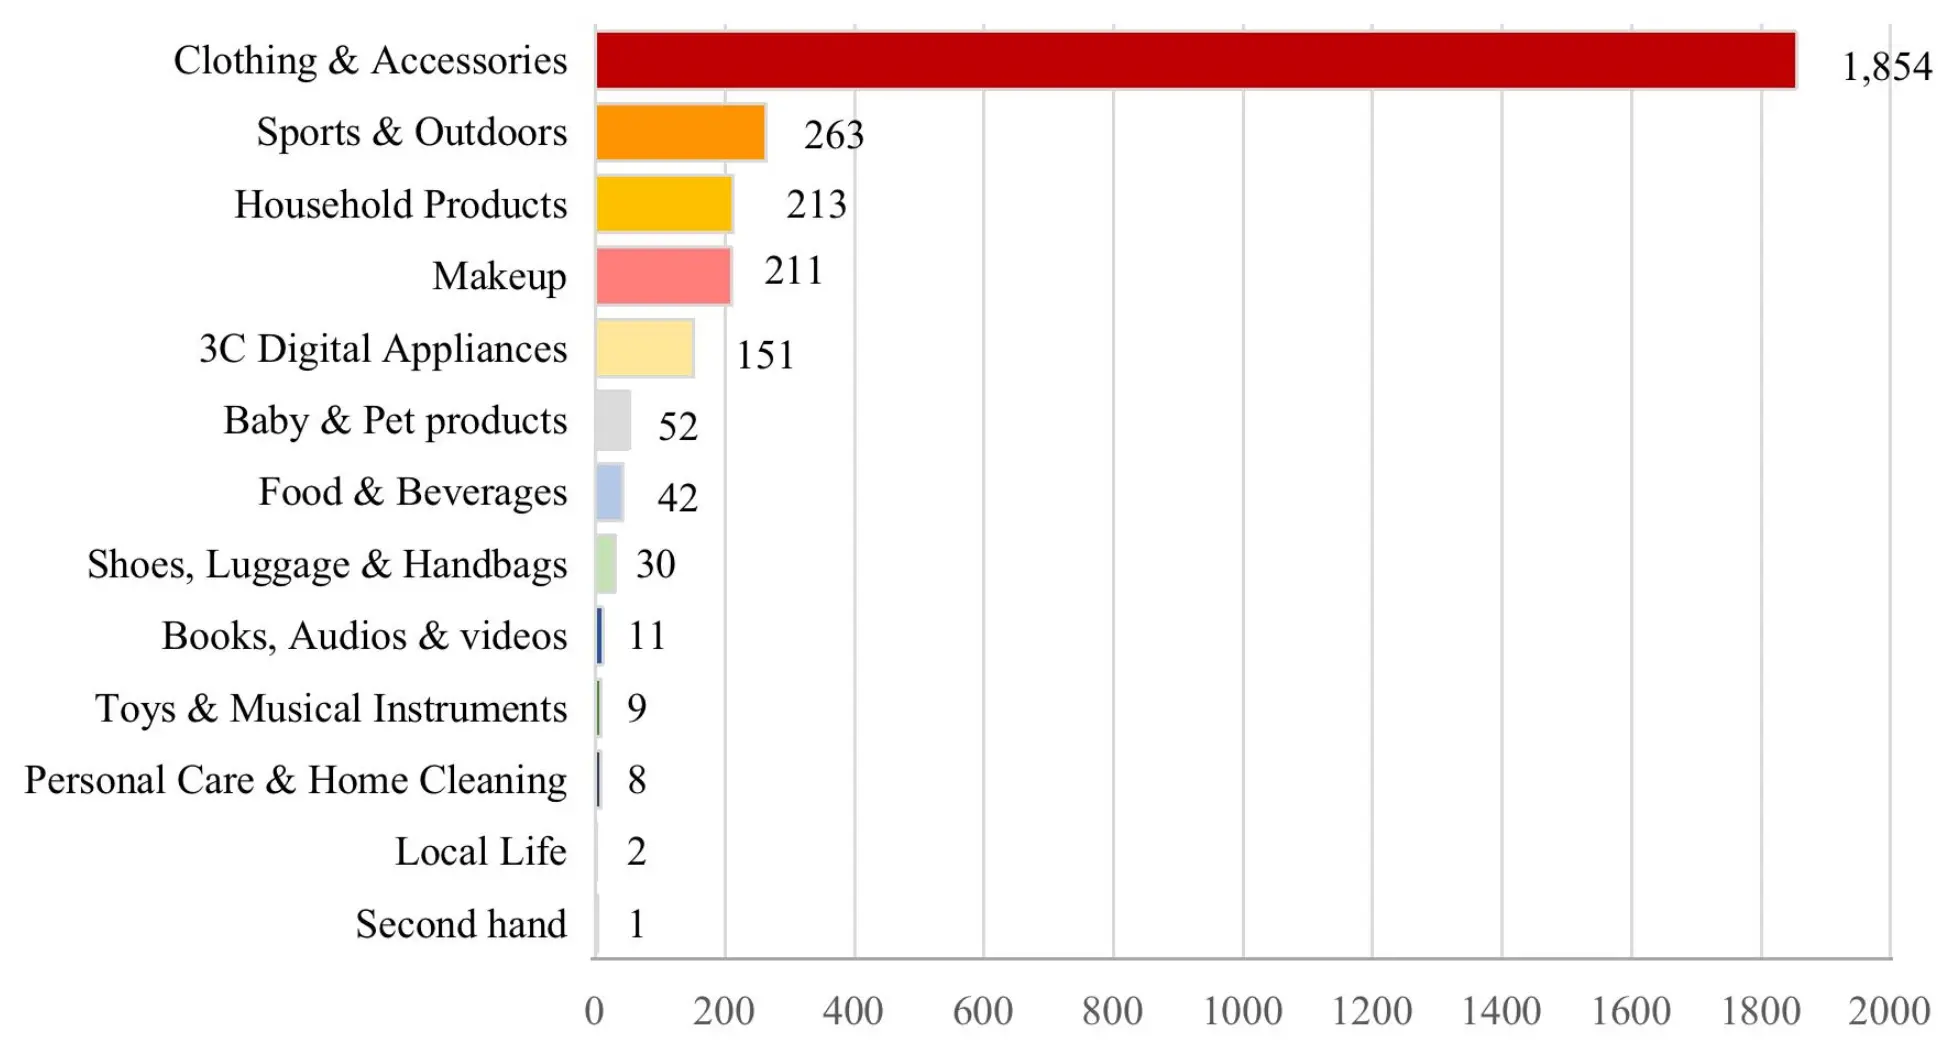 Clothing & Accessories 1,854
Sports & Outdoors 263
Household Products 213
Makeup 211
3C Digital Appliances 151
Baby & Pet products 52
Food & Beverages 42
Shoes, Luggage & Handbags 30
Books, Audios & videos 11
Toys & Musical Instruments 9
Personal Care & Home Cleaning 8
Local Life 2
Second hand 1
0 200 400 600 800 1000 1200 1400 1600 1800 2000